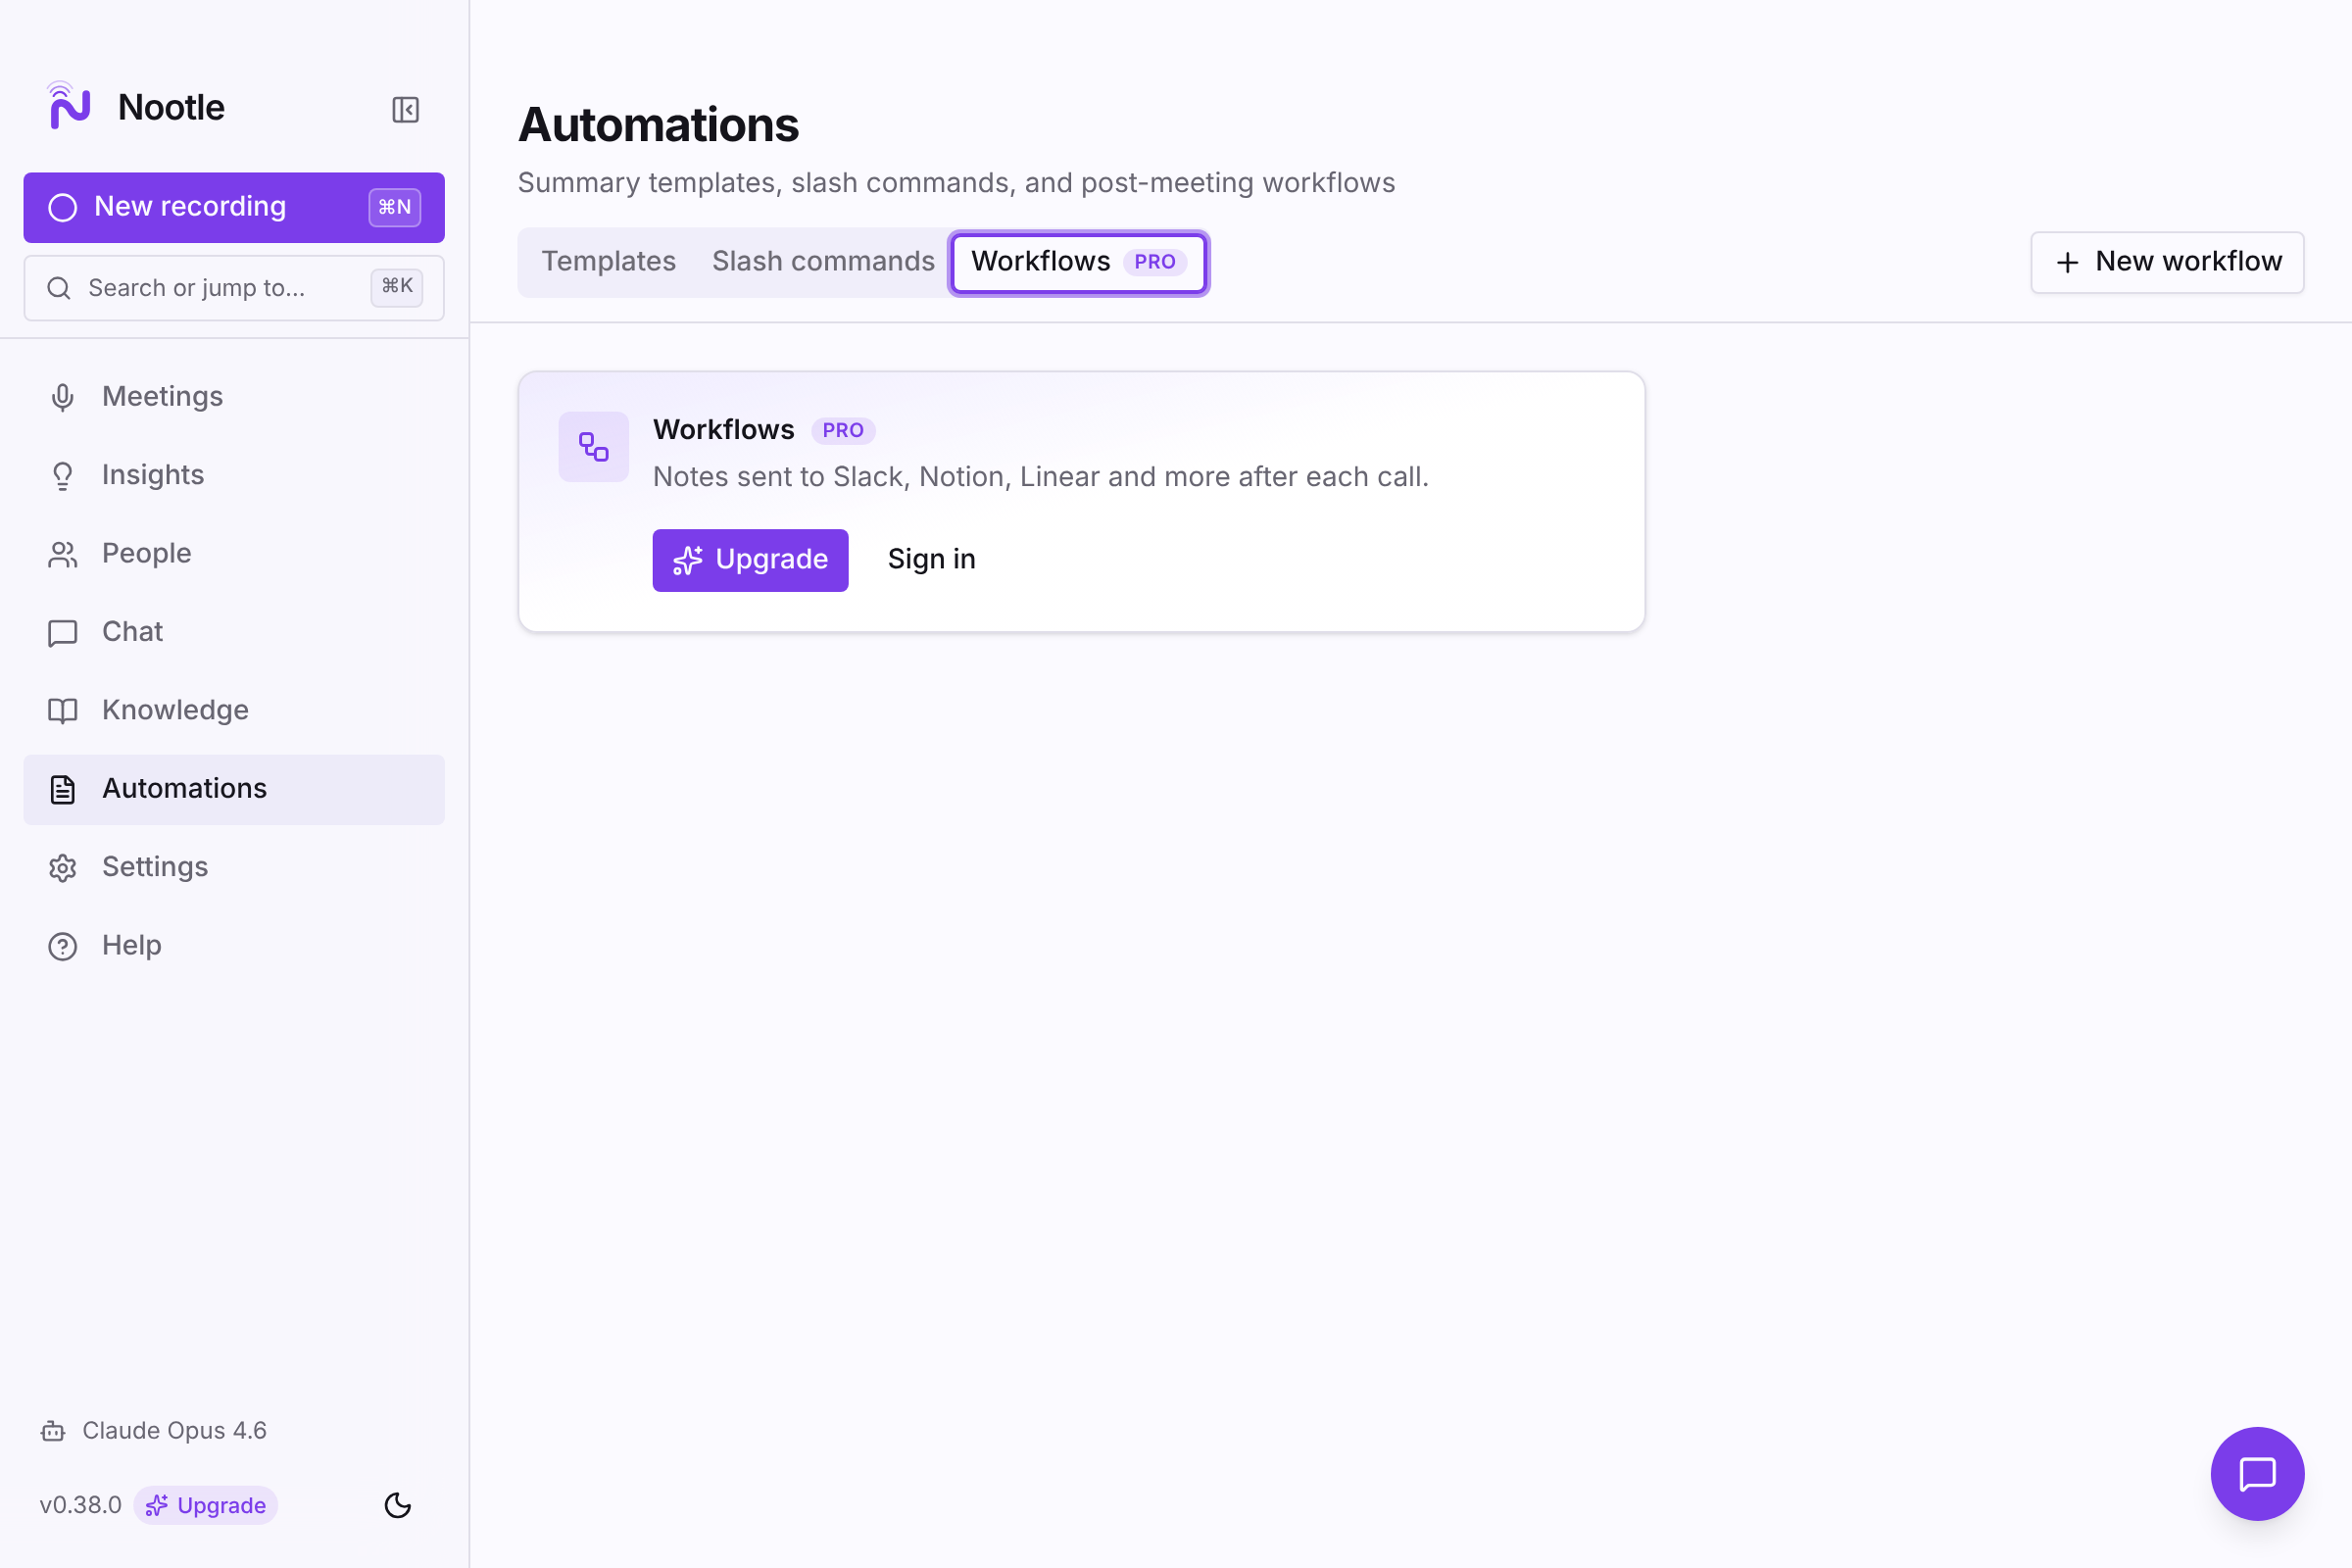 Nootle
New recording ⌘N
Search or jump to... ⌘K
Meetings
Insights
People
Chat
Knowledge
Automations
Settings
Help
Claude Opus 4.6
v0.38.0 Upgrade
Automations
Summary templates, slash commands, and post-meeting workflows
Templates Slash commands Workflows PRO
New workflow
Workflows PRO
Notes sent to Slack, Notion, Linear and more after each call.
Upgrade Sign in